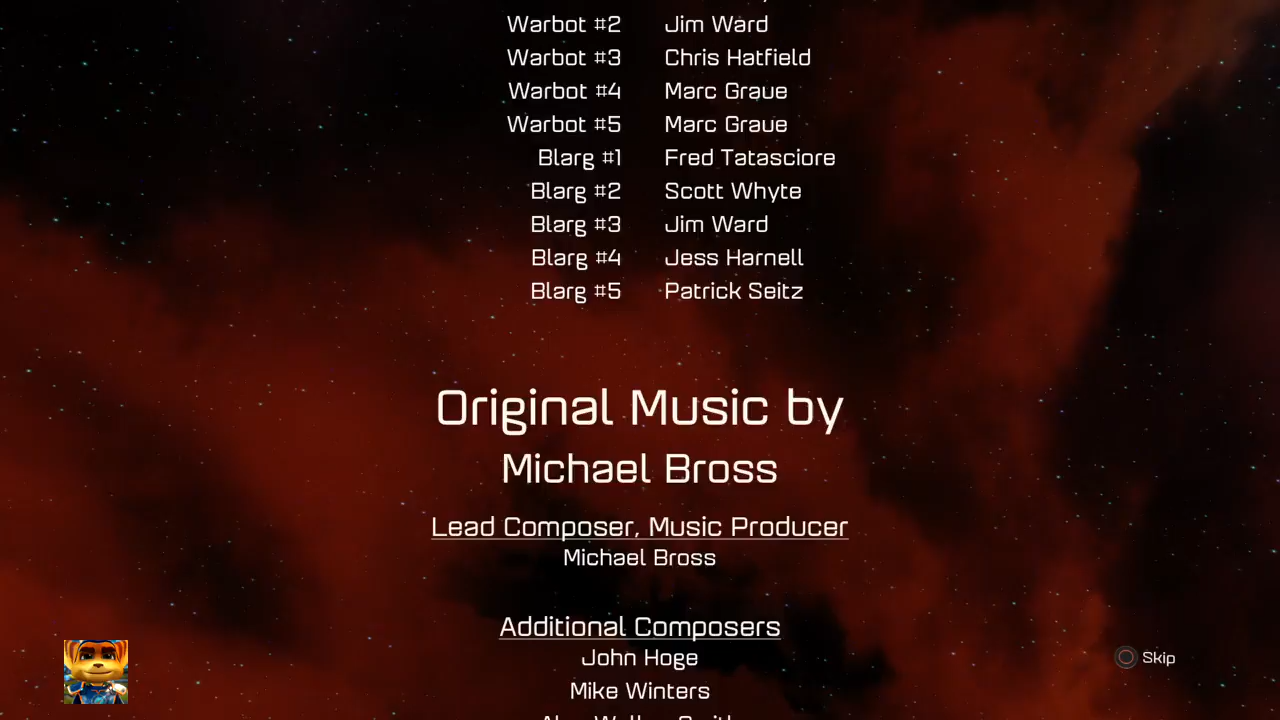 Warbot #2 Jim Ward
Warbot #3 Chris Hatfield
Warbot #4 Marc Graue
Warbot #5 Marc Graue
Blarg #1 Fred Tatasciore
Blarg #2 Scott Whyte
Blarg #3 Jim Ward
Blarg #4 Jess Harnell
Blarg #5 Patrick Seitz
Original Music by
Michael Bross
Lead Composer, Music Producer
Michael Bross
Additional Composers
John Hoge
Skip
Mike Winters